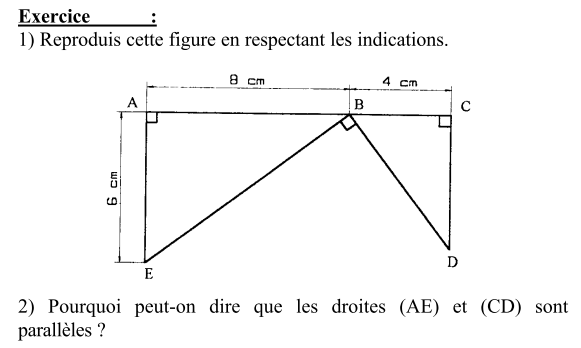 Exercice :
1) Reproduis cette figure en respectant les indications.
8 cm
4 cm
A
B
C
6 cm
D
E
2) Pourquoi peut-on dire que les droites (AE) et (CD) sont
parallèles ?